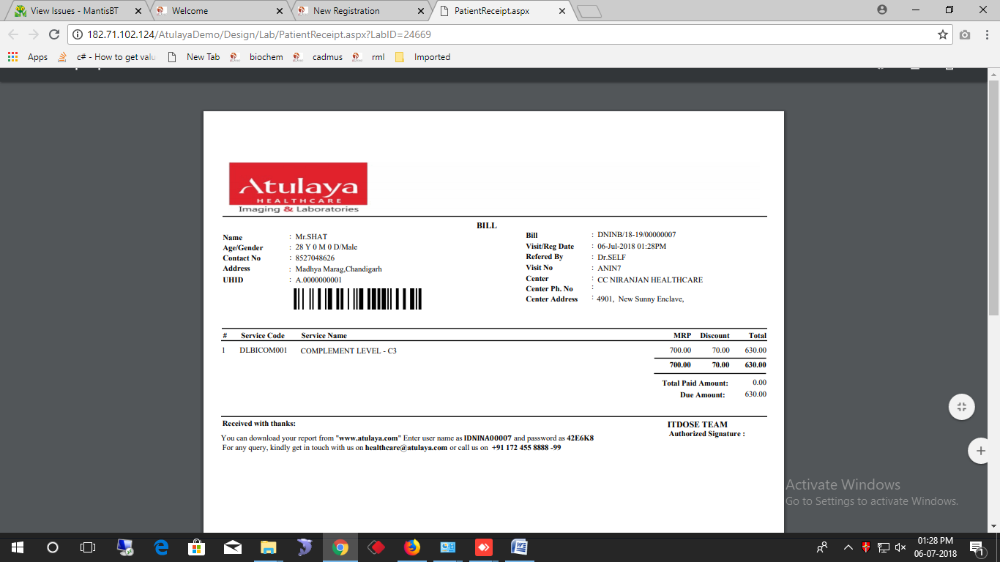 View Issues - MantisBT
Welcome
New Registration
PatientReceipt.aspx
182.71.102.124/AtulayaDemo/Design/Lab/PatientReceipt.aspx?LabID=24669
Apps
c# - How to get valu
New Tab
biochem
cadmus
rml
Imported
Atulaya
HEALTHCARE
Imaging & Laboratories
BILL
Name : Mr.SHAT
Age/Gender : 28 Y 0 M 0 D/Male
Contact No : 8527048626
Address : Madhya Marag,Chandigarh
UHID : A.0000000001
Bill : DNINB/18-19/00000007
Visit/Reg Date : 06-Jul-2018 01:28PM
Refered By : Dr.SELF
Visit No : ANIN7
Center : CC NIRANJAN HEALTHCARE
Center Ph. No :
Center Address : 4901, New Sunny Enclave,
# Service Code Service Name MRP Discount Total
1 DLBICOM001 COMPLEMENT LEVEL - C3 700.00 70.00 630.00
700.00 70.00 630.00
Total Paid Amount: 0.00
Due Amount: 630.00
Received with thanks:
ITDOSE TEAM
Authorized Signature :
You can download your report from "www.atulaya.com" Enter user name as IDNINA00007 and password as 42E6K8
For any query, kindly get in touch with us on healthcare@atulaya.com or call us on +91 172 455 8888 -99
Activate Windows
Go to Settings to activate Windows.
01:28 PM
06-07-2018
1